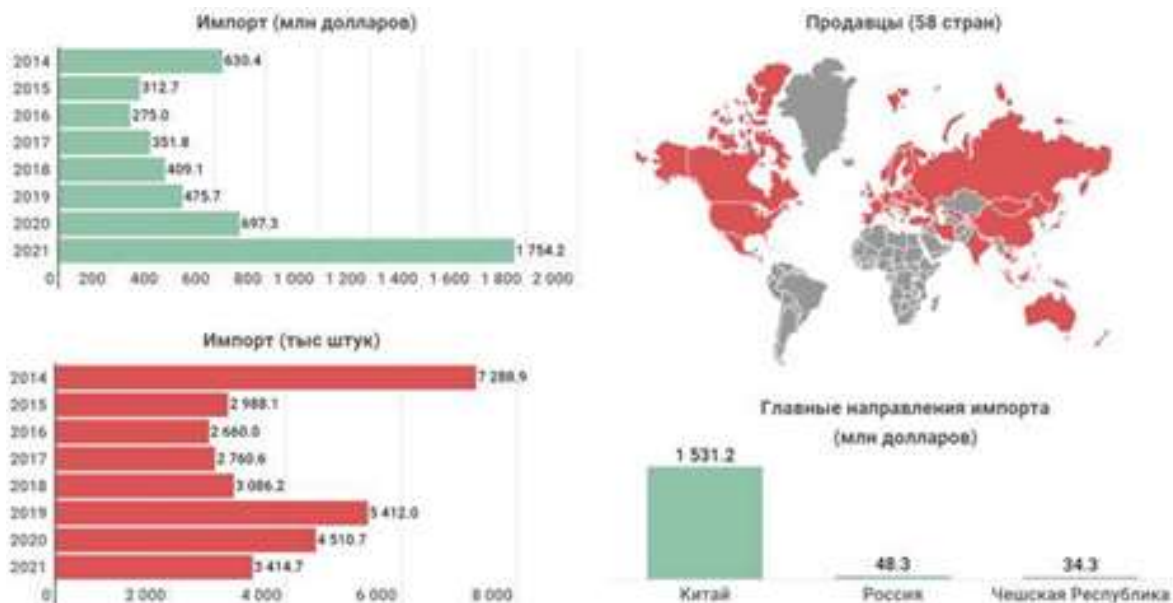 Импорт (млн долларов)
2014 630.4
2015 312.7
2016 275.0
2017 351.8
2018 409.1
2019 475.7
2020 697.3
2021 1 754.2
0 200 400 600 800 1 000 1 200 1 400 1 600 1 800 2 000
Импорт (тыс штук)
2014 7 288.9
2015 2 988.1
2016 2 660.0
2017 2 760.6
2018 3 086.2
2019 5 412.0
2020 4 510.7
2021 3 414.7
0 2 000 4 000 6 000 8 000
Продавцы (58 стран)
Главные направления импорта
(млн долларов)
1 531.2 48.3 34.3
Китай Россия Чешская Республика